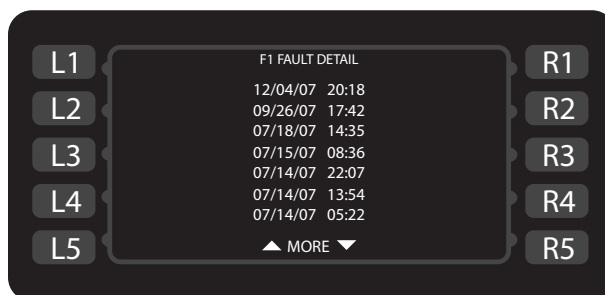 F1 FAULT DETAIL
L1
R1
12/04/07 20:18
L2
09/26/07 17:42
R2
07/18/07 14:35
L3
07/15/07 08:36
R3
07/14/07 22:07
L4
07/14/07 13:54
R4
07/14/07 05:22
L5
MORE
R5